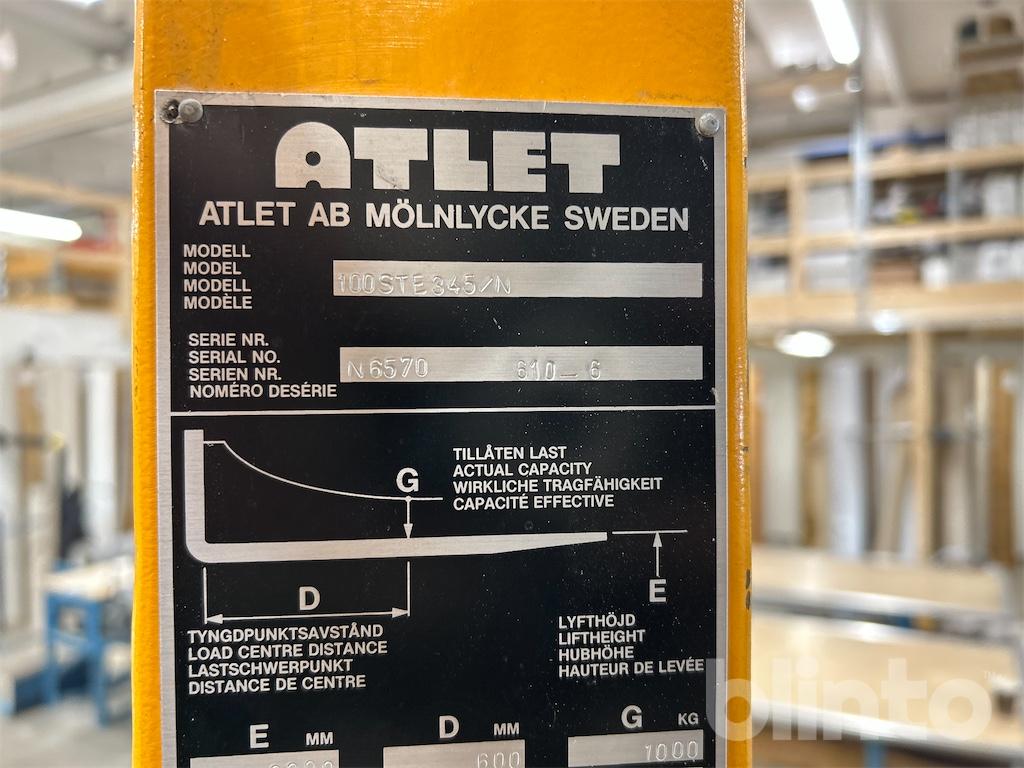 ATLET
ATLET AB MÖLNLYCKE SWEDEN
MODELL
MODEL
MODELL
MODÈLE
100STE345/N
SERIE NR.
SERIAL NO.
SERIEN NR.
NOMÉRO DESÉRIE
N6570 610-6
G
TILLÅTEN LAST
ACTUAL CAPACITY
WIRKLICHE TRAGFÄHIGKEIT
CAPACITÉ EFFECTIVE
D
E
TYNGDPUNKTSAVSTÅND
LOAD CENTRE DISTANCE
LASTSCHWERPUNKT
DISTANCE DE CENTRE
LYFTHÖJD
LIFTHEIGHT
HUBHÖHE
HAUTEUR DE LEVÉE
E MM D MM G KG
600 1000
blinto